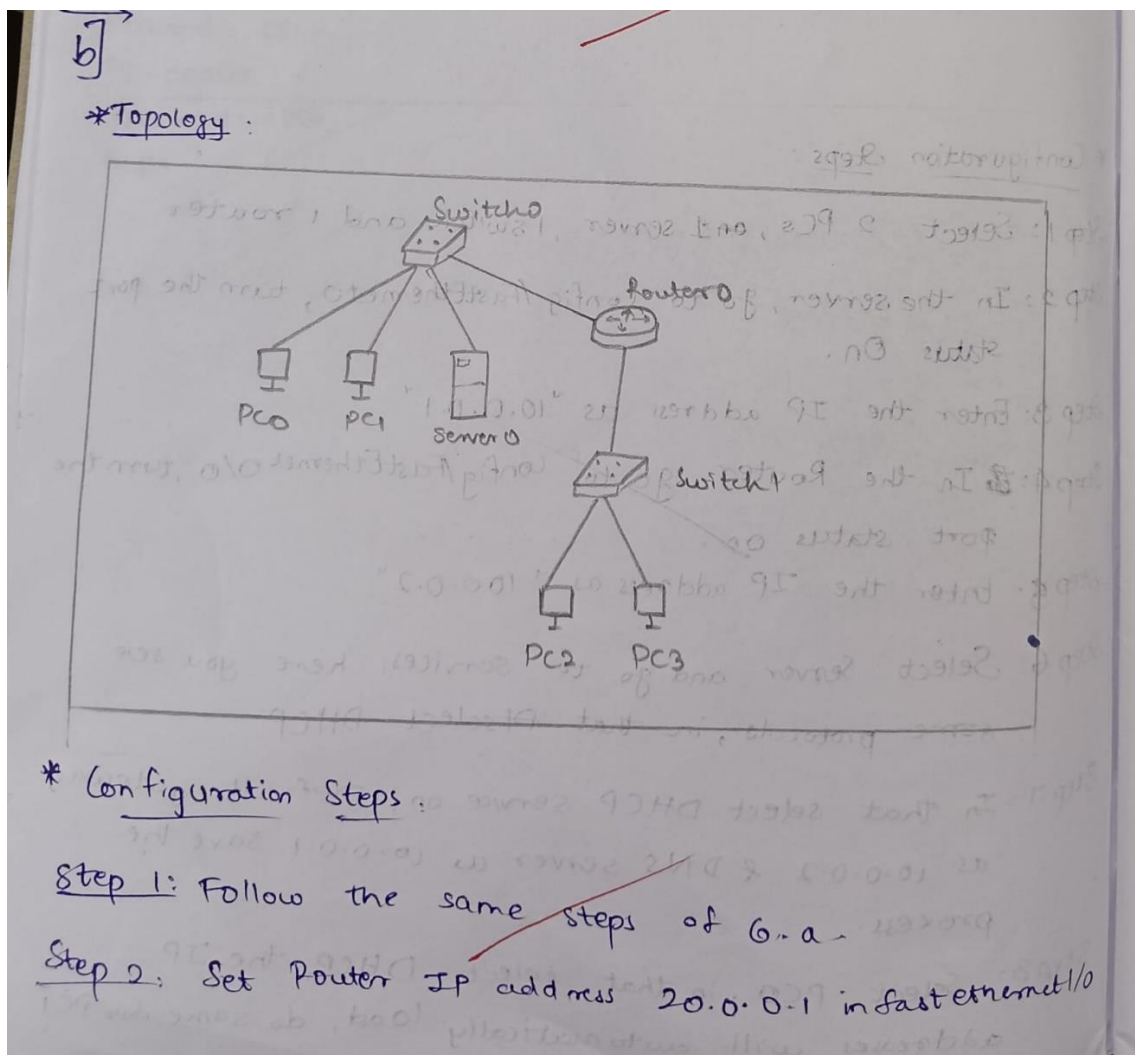 b]
*Topology :
Switch0
Router0
PC0
PC1
Server0
Switch1
PC2
PC3
* Configuration Steps:
Step 1: Follow the same steps of 6.a.
Step 2: Set Router IP address 20.0.0.1 in fastethernet1/0